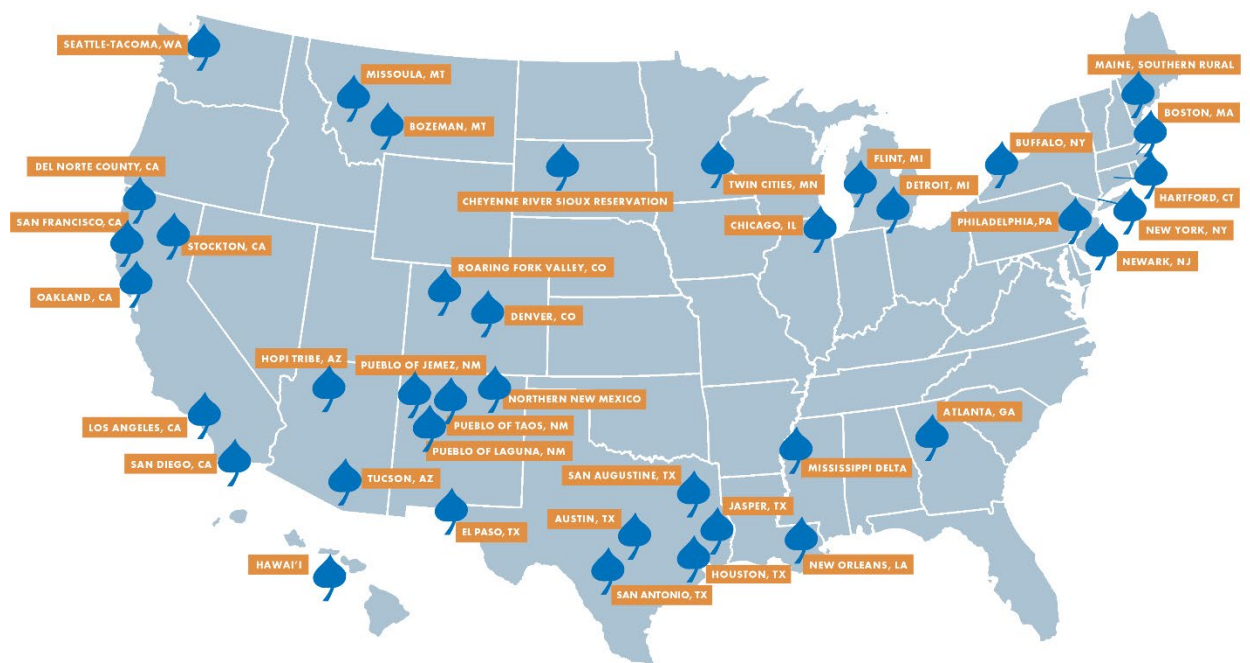 SEATTLE-TACOMA, WA
MISSOULA, MT
MAINE, SOUTHERN RURAL
BOSTON, MA
BOZEMAN, MT
BUFFALO, NY
FLINT, MI
DEL NORTE COUNTY, CA
TWIN CITIES, MN
DETROIT, MI
CHEYENNE RIVER SIOUX RESERVATION
HARTFORD, CT
SAN FRANCISCO, CA
CHICAGO, IL
PHILADELPHIA, PA
NEW YORK, NY
STOCKTON, CA
NEWARK, NJ
ROARING FORK VALLEY, CO
OAKLAND, CA
DENVER, CO
HOPI TRIBE, AZ
PUEBLO OF JEMEZ, NM
NORTHERN NEW MEXICO
ATLANTA, GA
LOS ANGELES, CA
PUEBLO OF TAOS, NM
PUEBLO OF LAGUNA, NM
SAN DIEGO, CA
MISSISSIPPI DELTA
TUCSON, AZ
SAN AUGUSTINE, TX
JASPER, TX
AUSTIN, TX
EL PASO, TX
HAWAI'I
NEW ORLEANS, LA
HOUSTON, TX
SAN ANTONIO, TX